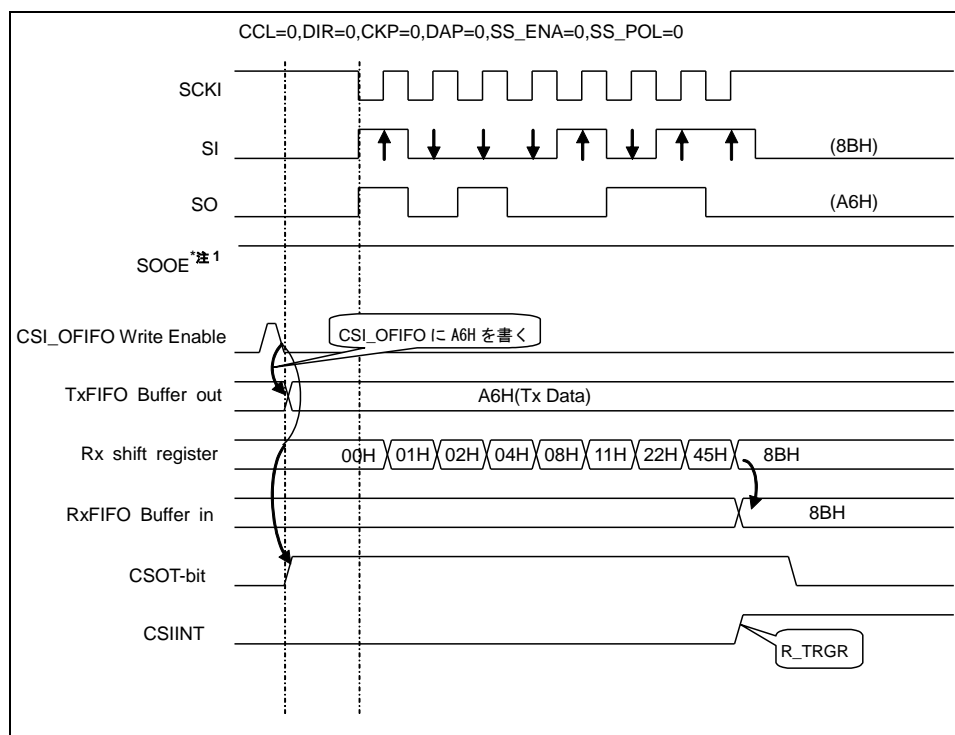 CCL=0,DIR=0,CKP=0,DAP=0,SS_ENA=0,SS_POL=0
SCKI
SI
(8BH)
SO
(A6H)
SOOE*注1
CSI_OFIFO Write Enable
CSI_OFIFO に A6H を書く
TxFIFO Buffer out
A6H(Tx Data)
Rx shift register
00H 01H 02H 04H 08H 11H 22H 45H 8BH
RxFIFO Buffer in
8BH
CSOT-bit
CSIINT
R_TRGR